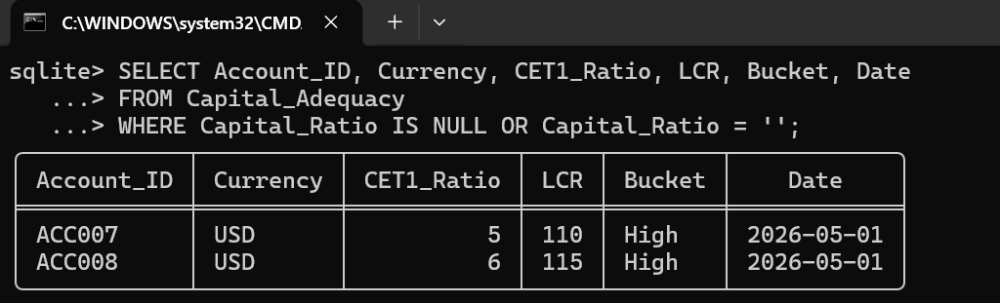 C:\WINDOWS\system32\CMD.
sqlite> SELECT Account_ID, Currency, CET1_Ratio, LCR, Bucket, Date
...> FROM Capital_Adequacy
...> WHERE Capital_Ratio IS NULL OR Capital_Ratio = '';
Account_ID Currency CET1_Ratio LCR Bucket Date
ACC007 USD 5 110 High 2026-05-01
ACC008 USD 6 115 High 2026-05-01